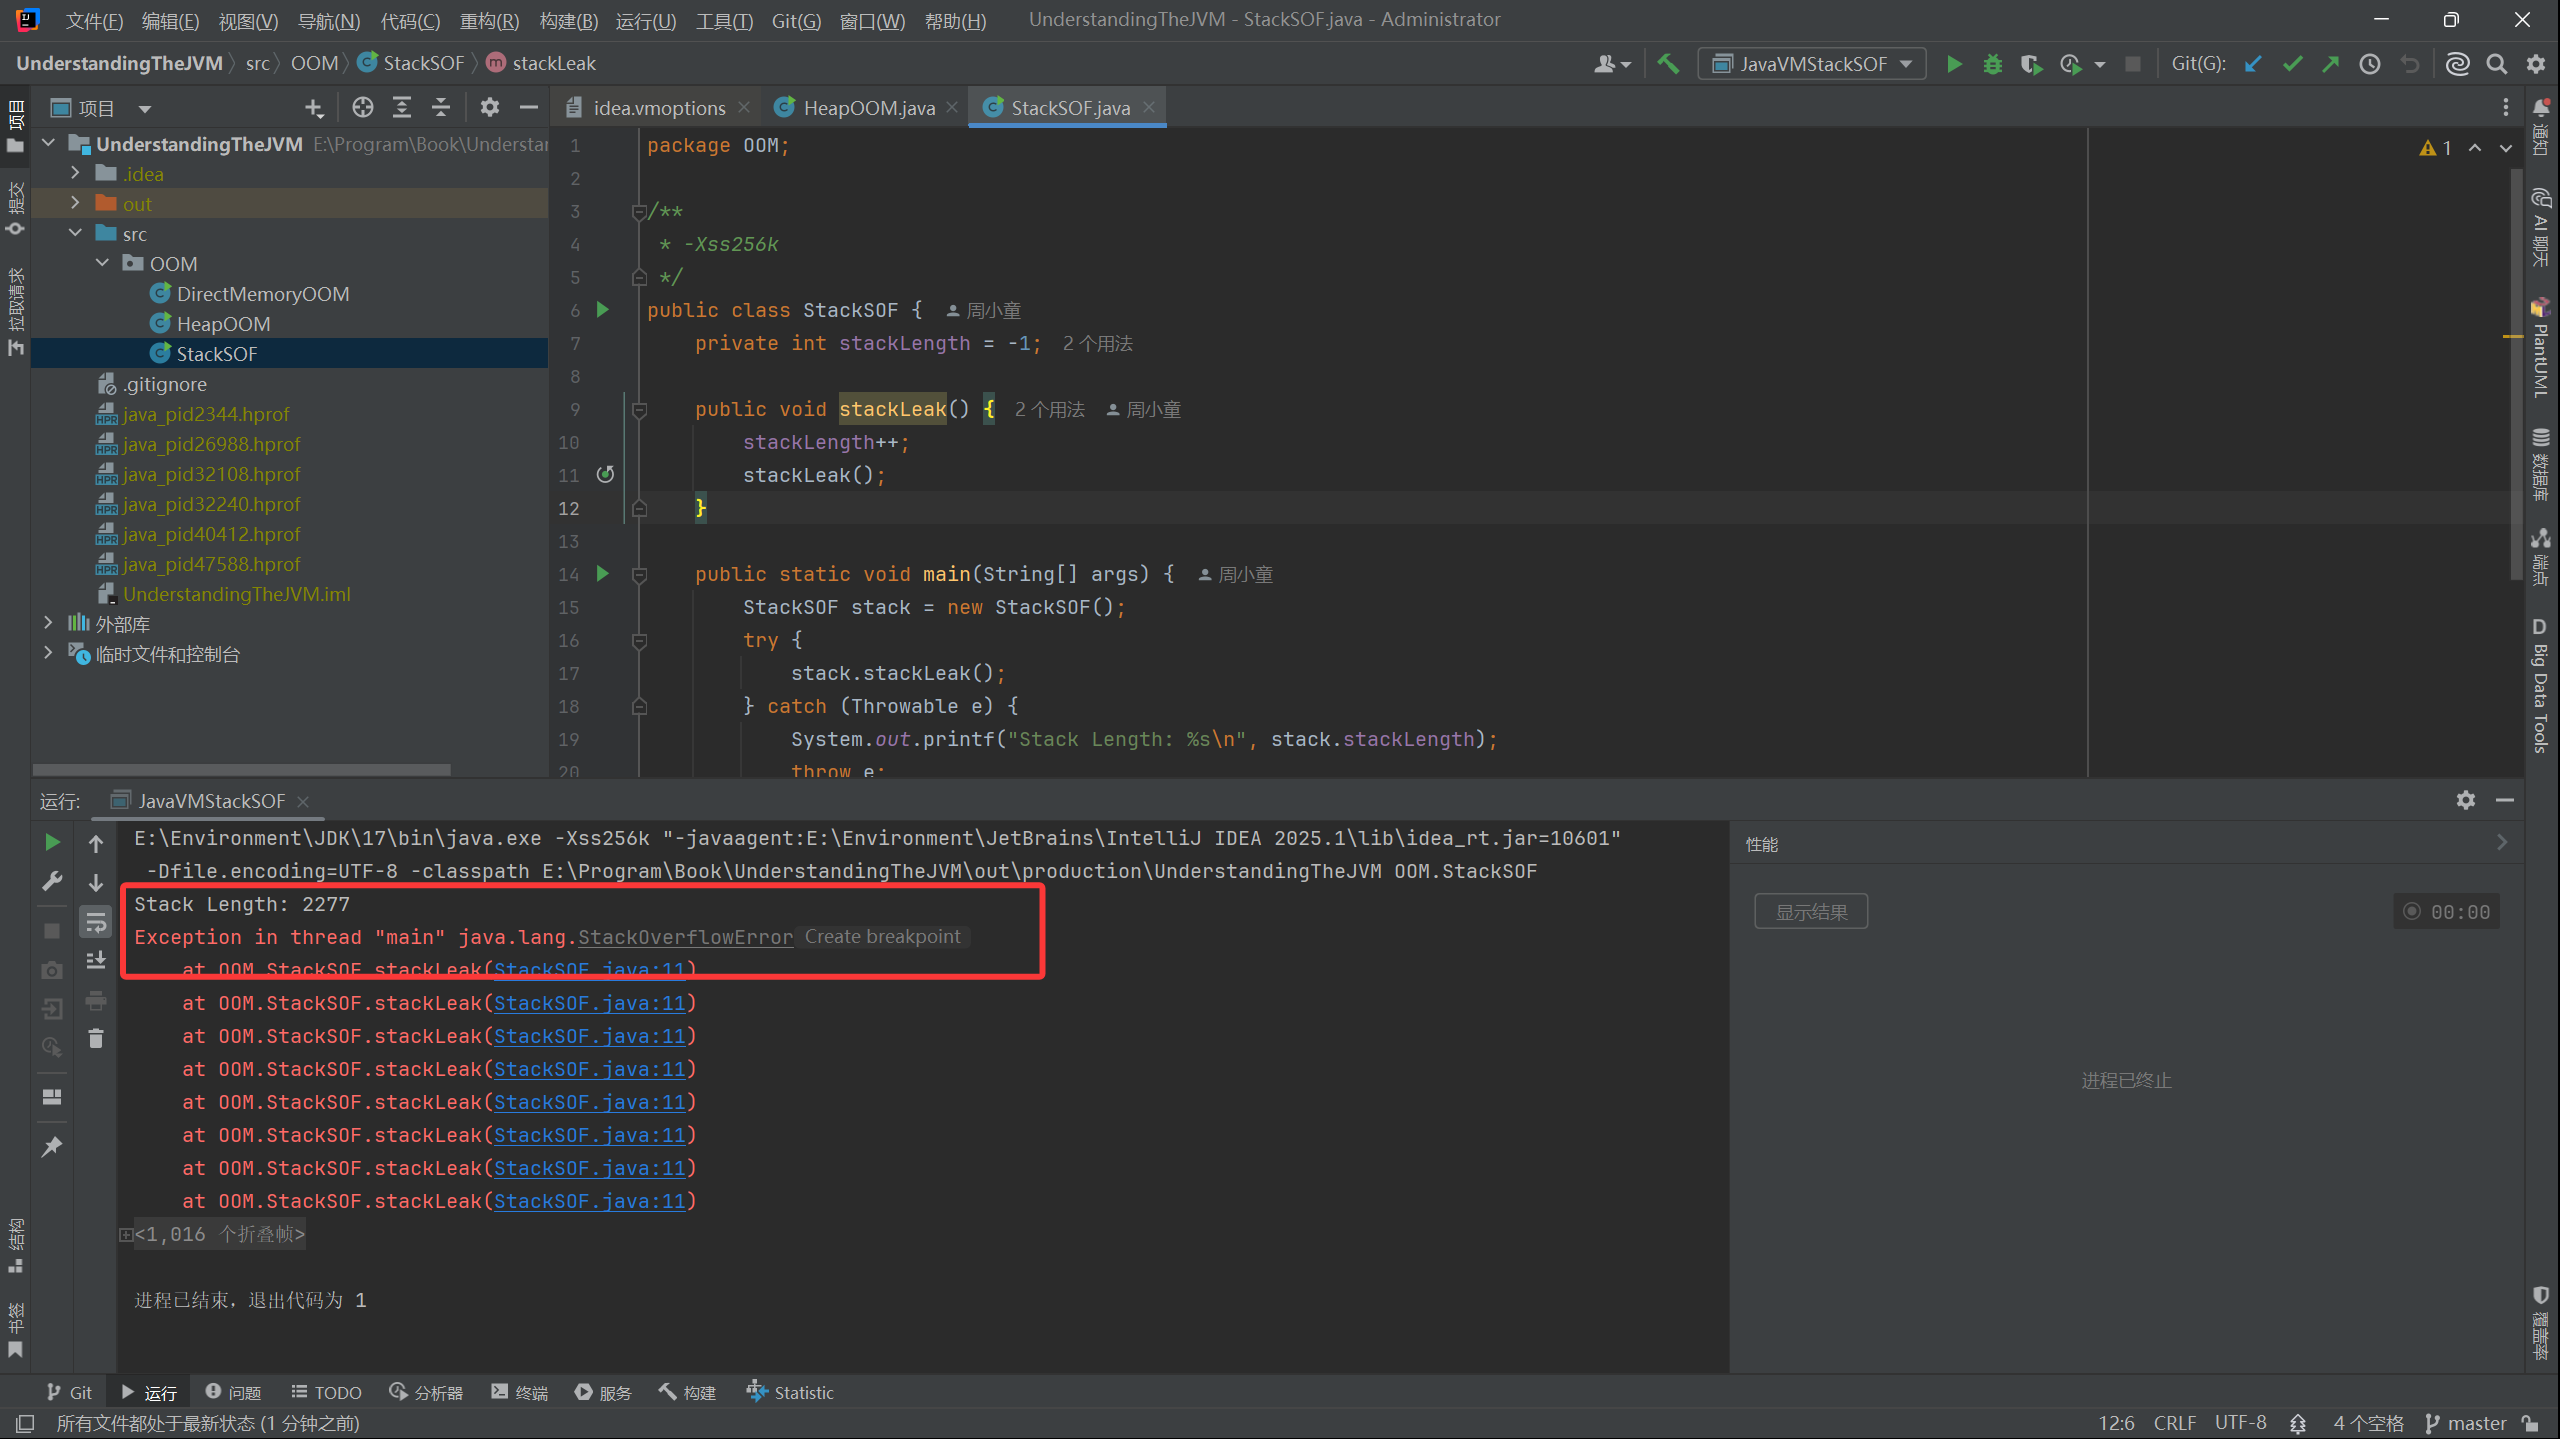 文件(F) 编辑(E) 视图(V) 导航(N) 代码(C) 重构(R) 构建(B) 运行(U) 工具(T) Git(G) 窗口(W) 帮助(H) UnderstandingTheJVM - StackSOF.java - Administrator
UnderstandingTheJVM src OOM StackSOF stackLeak JavaVMStackSOF Git(G):
项目
提交
拉取请求
项目
UnderstandingTheJVM E:\Program\Book\Understar
.idea
out
src
OOM
DirectMemoryOOM
HeapOOM
StackSOF
.gitignore
java_pid2344.hprof
java_pid26988.hprof
java_pid32108.hprof
java_pid32240.hprof
java_pid40412.hprof
java_pid47588.hprof
UnderstandingTheJVM.iml
外部库
临时文件和控制台
idea.vmoptions HeapOOM.java StackSOF.java
1
1 package OOM;
2
3 /**
4 * -Xss256k
5 */
6 public class StackSOF { 周小童
7 private int stackLength = -1; 2 个用法
8
9 public void stackLeak() { 2 个用法 周小童
10 stackLength++;
11 stackLeak();
12 }
13
14 public static void main(String[] args) { 周小童
15 StackSOF stack = new StackSOF();
16 try {
17 stack.stackLeak();
18 } catch (Throwable e) {
19 System.out.printf("Stack Length: %s\n", stack.stackLength);
20 throw e;
通知
AI 聊天
PlantUML
数据库
端点
D Big Data Tools
覆盖率
运行: JavaVMStackSOF
E:\Environment\JDK\17\bin\java.exe -Xss256k "-javaagent:E:\Environment\JetBrains\IntelliJ IDEA 2025.1\lib\idea_rt.jar=10601"
-Dfile.encoding=UTF-8 -classpath E:\Program\Book\UnderstandingTheJVM\out\production\UnderstandingTheJVM OOM.StackSOF
Stack Length: 2277
Exception in thread "main" java.lang.StackOverflowError Create breakpoint
at OOM.StackSOF.stackLeak(StackSOF.java:11)
at OOM.StackSOF.stackLeak(StackSOF.java:11)
at OOM.StackSOF.stackLeak(StackSOF.java:11)
at OOM.StackSOF.stackLeak(StackSOF.java:11)
at OOM.StackSOF.stackLeak(StackSOF.java:11)
at OOM.StackSOF.stackLeak(StackSOF.java:11)
at OOM.StackSOF.stackLeak(StackSOF.java:11)
at OOM.StackSOF.stackLeak(StackSOF.java:11)
<1,016 个折叠帧>
进程已结束，退出代码为 1
性能
显示结果 00:00
进程已终止
结构
书签
Git 运行 问题 TODO 分析器 终端 服务 构建 Statistic
所有文件都处于最新状态 (1 分钟之前) 12:6 CRLF UTF-8 4 个空格 master